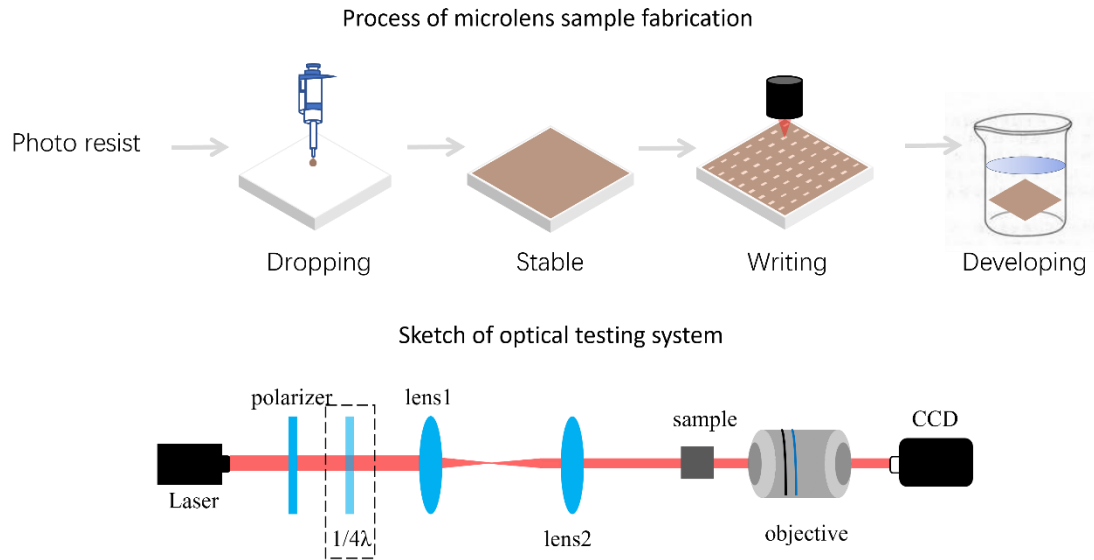 Process of microlens sample fabrication
Photo resist
Dropping
Stable
Writing
Developing
Sketch of optical testing system
polarizer
lens1
sample
CCD
Laser
1/4λ
lens2
objective